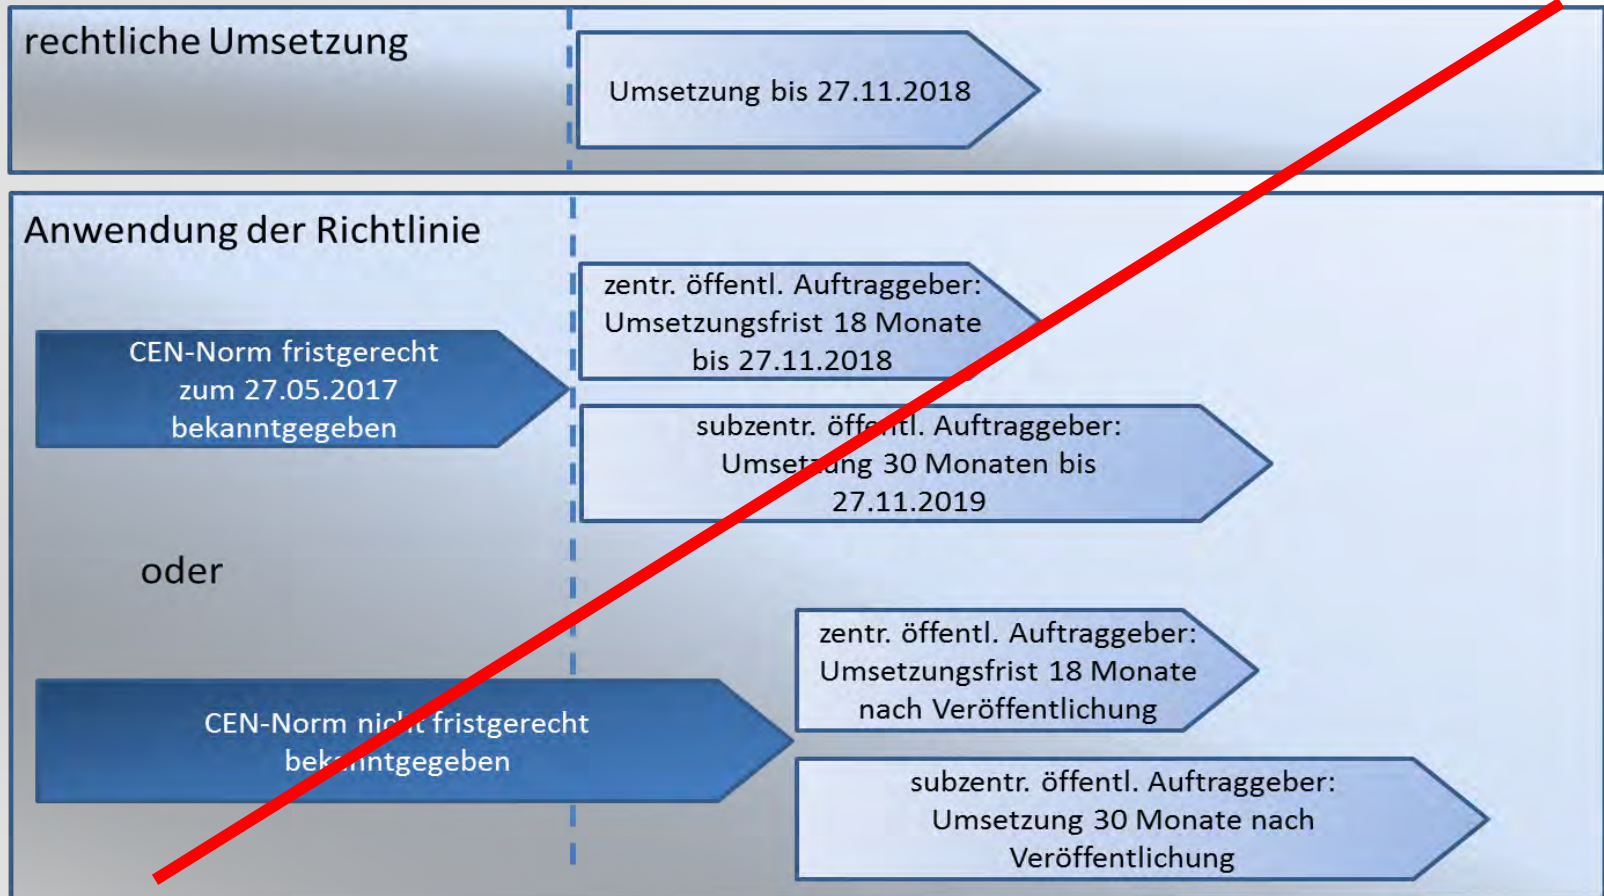 rechtliche Umsetzung
Umsetzung bis 27.11.2018
Anwendung der Richtlinie
CEN-Norm fristgerecht
zum 27.05.2017
bekanntgegeben
zentr. öffentl. Auftraggeber:
Umsetzungsfrist 18 Monate
bis 27.11.2018
subzentr. öffentl. Auftraggeber:
Umsetzung 30 Monaten bis
27.11.2019
oder
CEN-Norm nicht fristgerecht
bekanntgegeben
zentr. öffentl. Auftraggeber:
Umsetzungsfrist 18 Monate
nach Veröffentlichung
subzentr. öffentl. Auftraggeber:
Umsetzung 30 Monate nach
Veröffentlichung